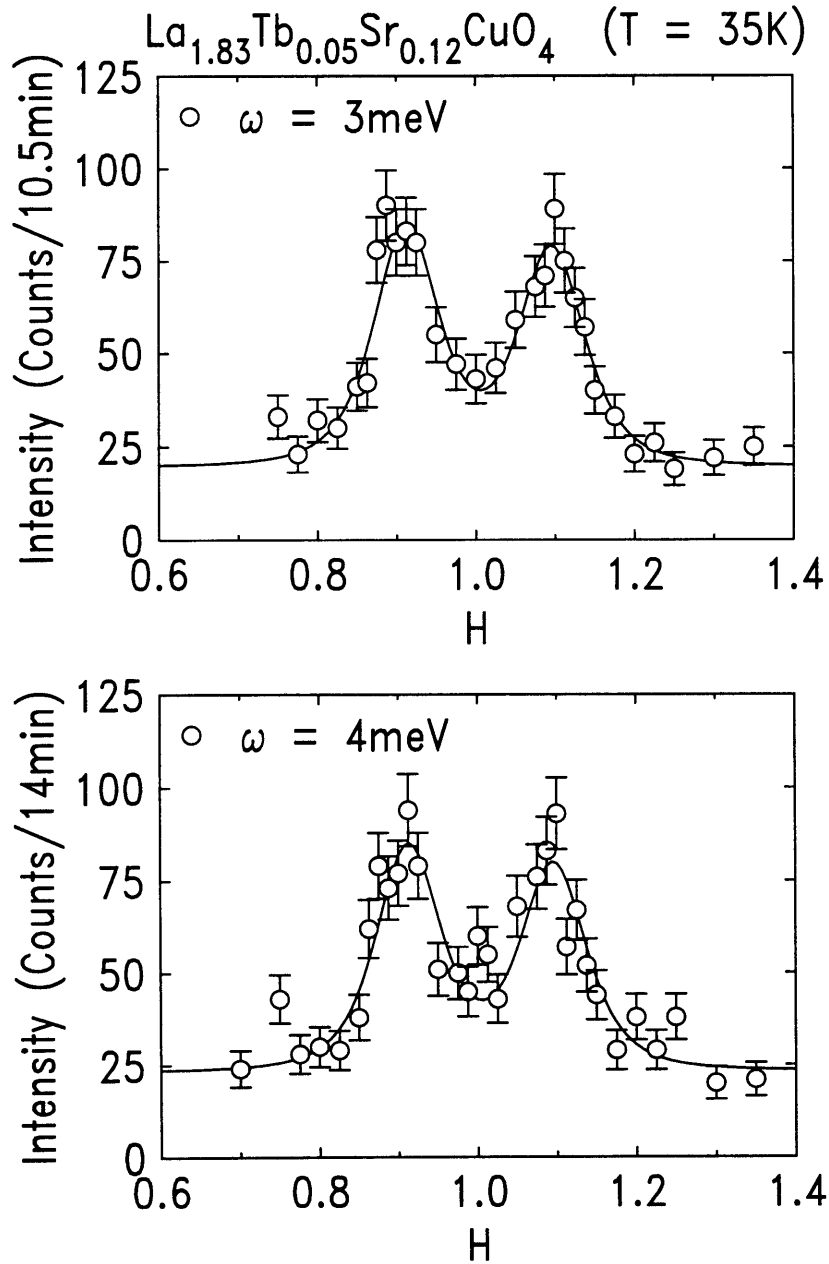 La1.83Tb0.05Sr0.12CuO4 (T = 35K)
ω = 3meV
Intensity (Counts/10.5min)
125
100
75
50
25
0
0.6 0.8 1.0 1.2 1.4
H
ω = 4meV
Intensity (Counts/14min)
125
100
75
50
25
0
0.6 0.8 1.0 1.2 1.4
H